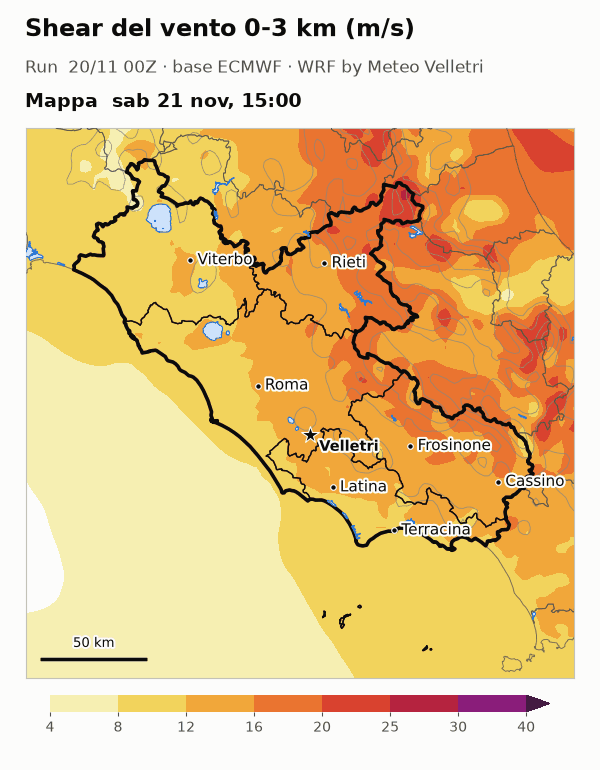 Shear del vento 0-3 km (m/s)
Run  20/11 00Z · base ECMWF · WRF by Meteo Velletri
Mappa  sab 21 nov, 15:00
Viterbo
Rieti
Roma
Velletri
Frosinone
Cassino
Latina
Terracina
50 km
4 8 12 16 20 25 30 40